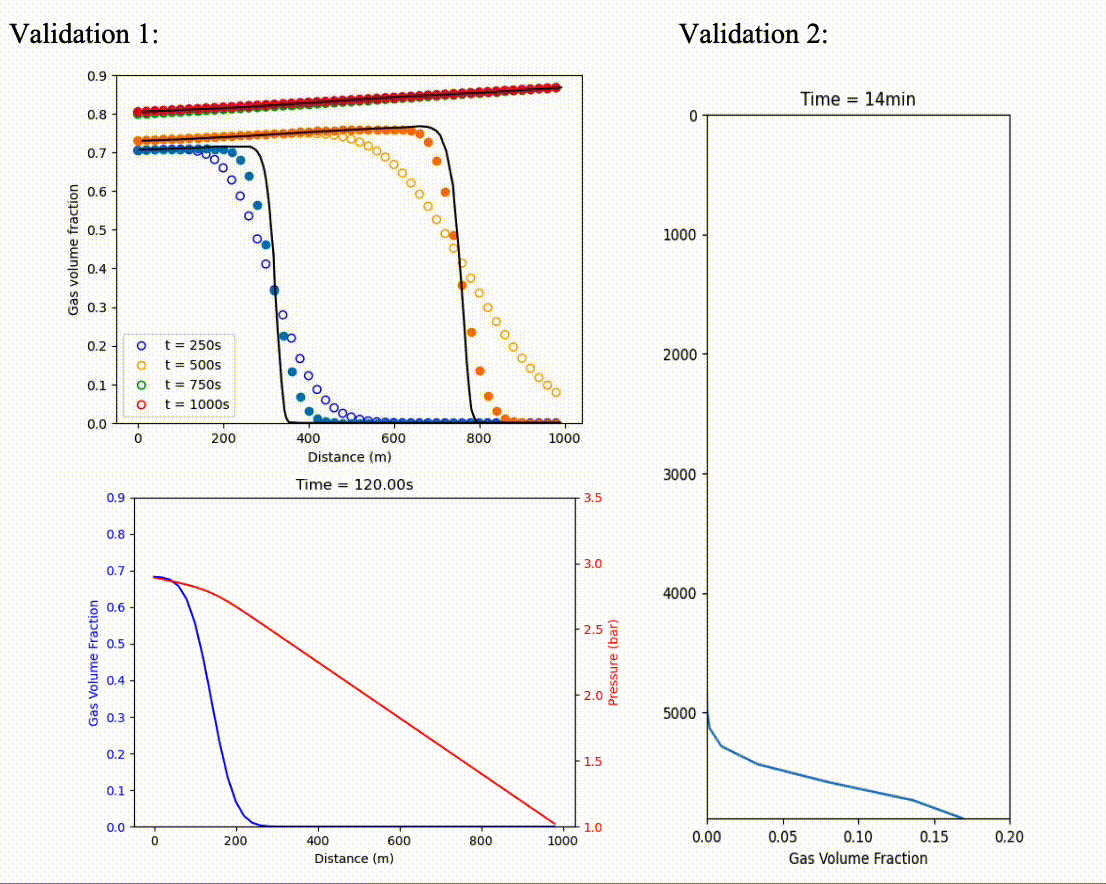 Validation 1:
0.9
0.8
0.7
0.6
0.5
0.4
0.3
0.2
0.1
0.0
Gas volume fraction
t = 250s
t = 500s
t = 750s
t = 1000s
0 200 400 600 800 1000
Distance (m)
Time = 120.00s
0.9
0.8
0.7
0.6
0.5
0.4
0.3
0.2
0.1
0.0
Gas Volume Fraction
3.5
3.0
2.5
2.0
1.5
1.0
Pressure (bar)
0 200 400 600 800 1000
Distance (m)
Validation 2:
Time = 14min
0
1000
2000
3000
4000
5000
0.00 0.05 0.10 0.15 0.20
Gas Volume Fraction